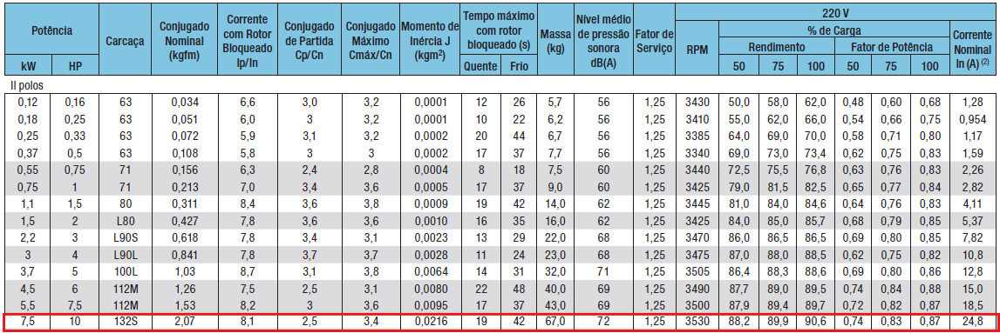 Potência Carcaça Conjugado Nominal (kgfm) Corrente com Rotor Bloqueado Ip/In Conjugado de Partida Cp/Cn Conjugado Máximo Cmáx/Cn Momento de Inércia J (kgm²) Tempo máximo com rotor bloqueado (s) Massa (kg) Nível médio de pressão sonora dB(A) Fator de Serviço 220 V
RPM % de Carga Corrente Nominal In (A) (2)
Rendimento Fator de Potência
kW HP Quente Frio 50 75 100 50 75 100
II polos
0,12 0,16 63 0,034 6,6 3,0 3,2 0,0001 12 26 5,7 56 1,25 3430 50,0 58,0 62,0 0,48 0,60 0,68 1,28
0,18 0,25 63 0,051 6,0 3 3,2 0,0001 10 22 6,2 56 1,25 3410 55,0 62,0 66,0 0,54 0,66 0,75 0,954
0,25 0,33 63 0,072 5,9 3,1 3,2 0,0002 20 44 6,7 56 1,25 3385 64,0 69,0 70,0 0,58 0,71 0,80 1,17
0,37 0,5 63 0,108 5,8 3 3 0,0002 17 37 7,7 56 1,25 3340 69,0 73,0 73,4 0,62 0,75 0,83 1,59
0,55 0,75 71 0,156 6,3 2,4 2,8 0,0004 8 18 7,5 60 1,25 3440 72,5 75,5 76,8 0,63 0,76 0,83 2,26
0,75 1 71 0,213 7,0 3,4 3,6 0,0005 17 37 9,0 60 1,25 3425 79,0 81,5 82,5 0,65 0,77 0,84 2,82
1,1 1,5 80 0,311 8,4 3,6 3,8 0,0009 19 42 14,0 62 1,25 3445 81,0 84,0 84,6 0,64 0,76 0,83 4,11
1,5 2 L80 0,427 7,8 3,6 3,6 0,0010 16 35 16,0 62 1,25 3425 84,0 85,0 85,7 0,68 0,79 0,85 5,37
2,2 3 L90S 0,618 7,8 3,4 3,1 0,0023 13 29 22,0 68 1,25 3470 86,0 86,5 86,5 0,69 0,80 0,85 7,82
3 4 L90L 0,841 7,8 3,7 3,7 0,0028 11 24 23,0 68 1,25 3475 87,0 88,0 88,5 0,62 0,75 0,82 10,8
3,7 5 100L 1,03 8,7 3,1 3,8 0,0064 14 31 32,0 71 1,25 3505 86,4 88,3 88,6 0,69 0,80 0,86 12,8
4,5 6 112M 1,26 7,5 2,5 3,1 0,0080 22 48 40,0 69 1,25 3490 87,7 89,0 89,5 0,74 0,84 0,88 15,0
5,5 7,5 112M 1,53 8,2 3 3,6 0,0095 17 37 43,0 69 1,25 3500 87,9 89,4 89,7 0,72 0,82 0,87 18,5
7,5 10 132S 2,07 8,1 2,5 3,4 0,0216 19 42 67,0 72 1,25 3530 88,2 89,9 90,6 0,74 0,83 0,87 24,8